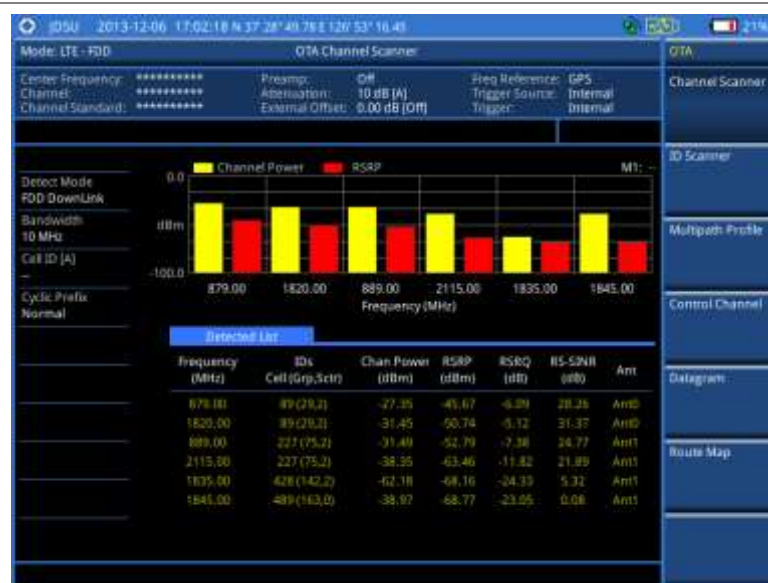 JDSU 2013-12-06 17:02:18 N 37° 28' 49.78 E 126° 53' 16.45 21%
Mode: LTE - FDD OTA Channel Scanner OTA
Center Frequency: ********** Preamp: Off Freq Reference: GPS
Channel: ********** Attenuation: 10 dB [A] Trigger Source: Internal
Channel Standard: ********** External Offset: 0.00 dB [Off] Trigger: Internal
Channel Scanner
ID Scanner
Multipath Profile
Control Channel
Datagram
Route Map
Detect Mode
FDD DownLink
Bandwidth
10 MHz
Cell ID [A]
--
Cyclic Prefix
Normal
Channel Power RSRP M1: --
0.0
dBm
-100.0
879.00 1820.00 889.00 2115.00 1835.00 1845.00
Frequency (MHz)
Detected List
Frequency (MHz) IDs Cell (Grp,Sctr) Chan Power (dBm) RSRP (dBm) RSRQ (dB) RS-SINR (dB) Ant
879.00 89 (29,2) -27.35 -45.67 -6.09 28.26 Ant0
1820.00 89 (29,2) -31.45 -50.74 -5.12 31.37 Ant0
889.00 227 (75,2) -31.49 -52.79 -7.38 24.77 Ant1
2115.00 227 (75,2) -38.35 -63.46 -11.82 21.89 Ant1
1835.00 428 (142,2) -62.18 -68.16 -24.33 5.32 Ant1
1845.00 489 (163,0) -38.97 -68.77 -23.05 0.08 Ant1